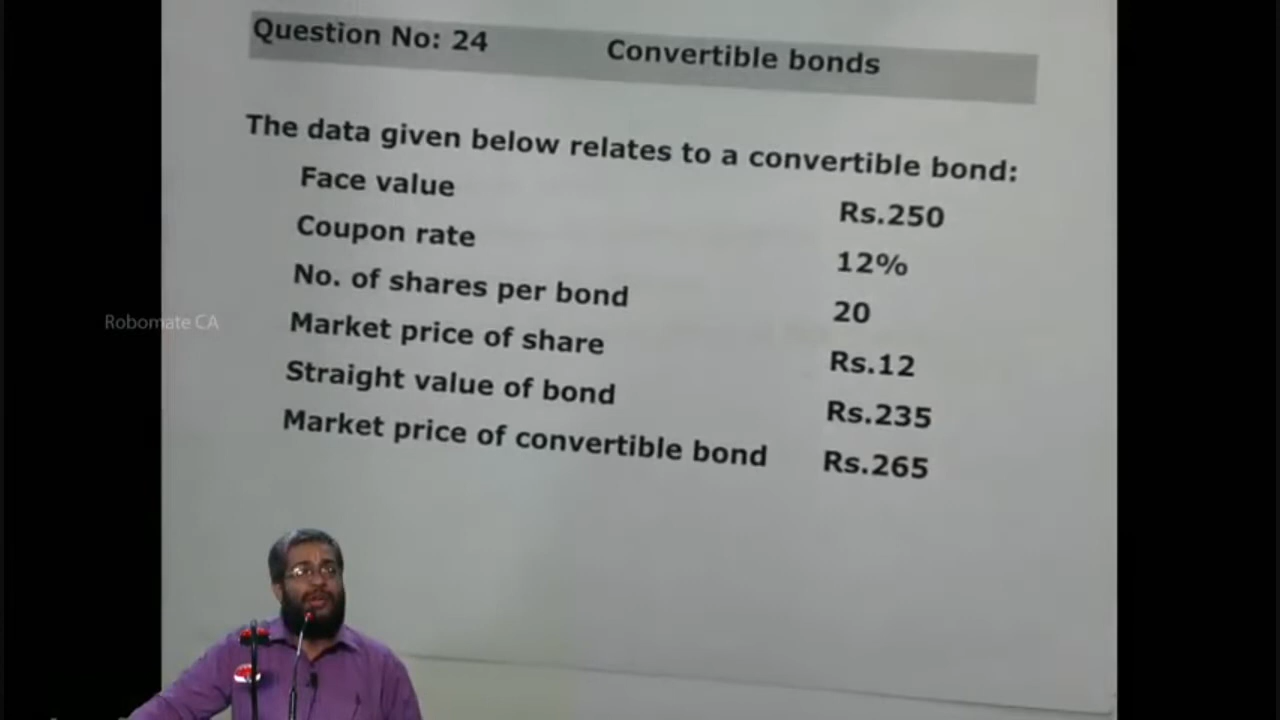 Question No: 24 Convertible bonds
The data given below relates to a convertible bond:
Face value Rs.250
Coupon rate 12%
No. of shares per bond 20
Market price of share Rs.12
Straight value of bond Rs.235
Market price of convertible bond Rs.265
Robomate CA